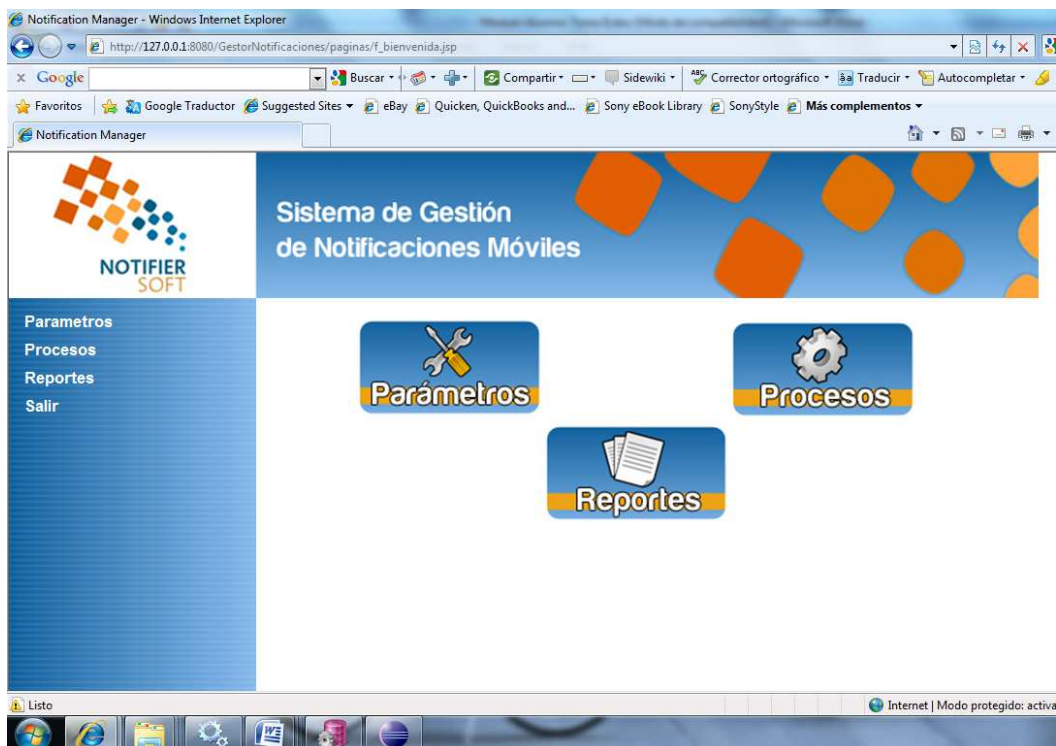 Notification Manager - Windows Internet Explorer
http://127.0.0.1:8080/GestorNotificaciones/paginas/f_bienvenida.jsp
x Google Buscar Compartir Sidewiki ABC Corrector ortográfico Traducir Autocompletar
Favoritos Google Traductor Suggested Sites eBay Quicken, QuickBooks and... Sony eBook Library SonyStyle Más complementos
Notification Manager
NOTIFIER
SOFT
Sistema de Gestión
de Notificaciones Móviles
Parametros
Procesos
Reportes
Salir
Parámetros
Procesos
Reportes
Listo
Internet | Modo protegido: activa